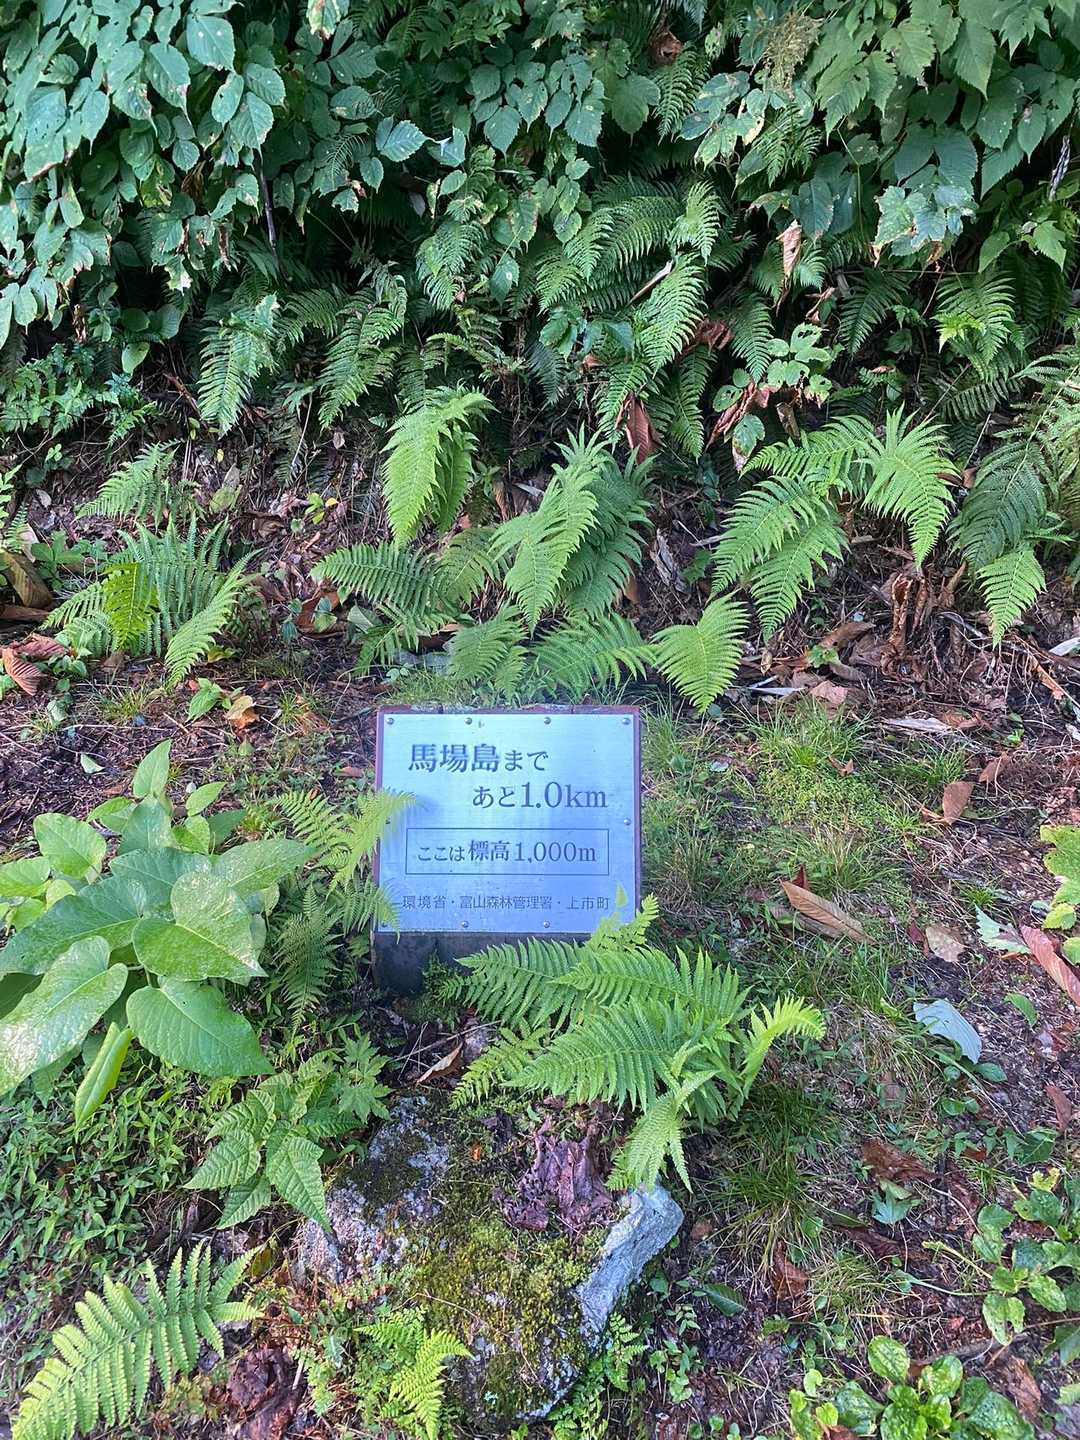 馬場島まで
あと1.0km
ここは標高1,000m
環境省・富山森林管理署・上市町